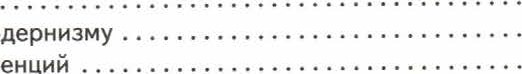 . . . . . . . . . . . . . . . . . . . . . . . . . . . . . . . . . . .
дернизму . . . . . . . . . . . . . . . . . . . . . . . . . . .
енций . . . . . . . . . . . . . . . . . . . . . . . . . . . . . .